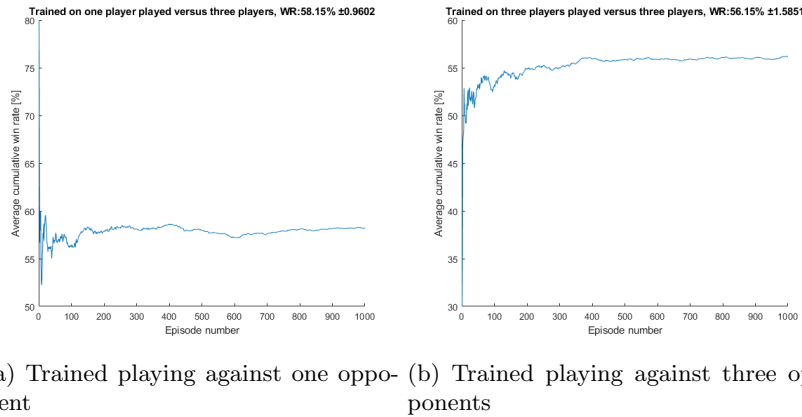 Trained on one player played versus three players, WR:58.15% ±0.9602
80
75
70
65
60
55
50
Average cumulative win rate [%]
0 100 200 300 400 500 600 700 800 900 1000
Episode number
Trained on three players played versus three players, WR:56.15% ±1.5851
60
55
50
45
40
35
30
Average cumulative win rate [%]
0 100 200 300 400 500 600 700 800 900 1000
Episode number
a) Trained playing against one oppo-
ent
(b) Trained playing against three op
ponents